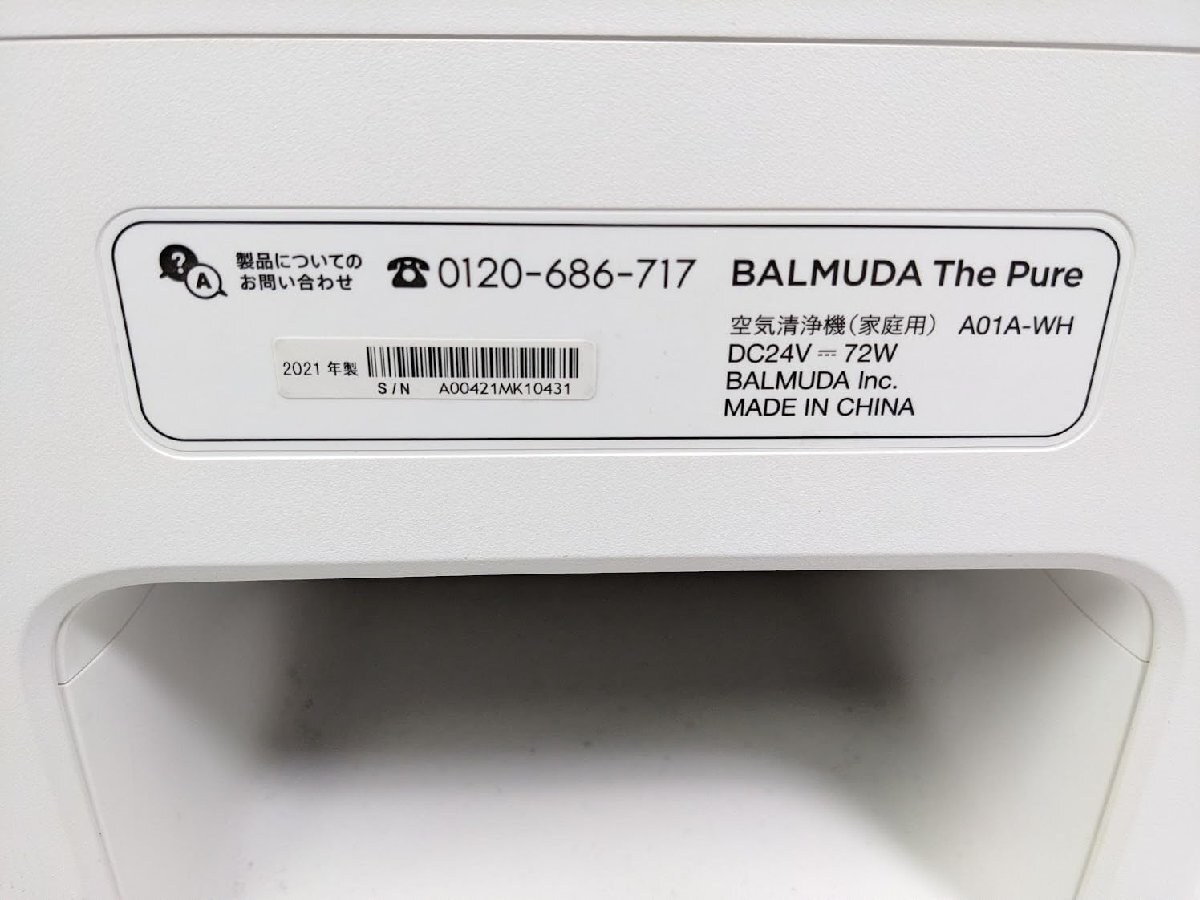 ? A
製品についての
お問い合わせ
0120-686-717
2021 年製
S/N A00421MK10431
BALMUDA The Pure
空気清浄機(家庭用) A01A-WH
DC24V ⎓ 72W
BALMUDA Inc.
MADE IN CHINA